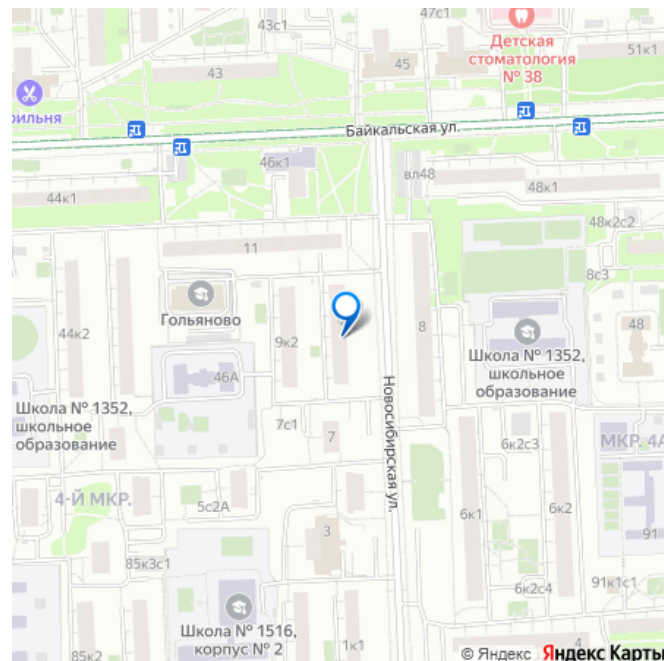 47с1
43с1
Детская
стоматология
№ 38
51к1
43
45
рильня
Байкальская ул.
46к1
44к1
вл48
48к1
48к2с2
11
8с3
Гольяново
44к2
9к2
8
48
46А
Школа № 1352,
школьное
образование
Школа № 1352,
школьное
образование
Новосибирская ул.
7с1
7
6к2с3
МКР. 4А
4-Й МКР.
5с2А
6к1
6к2
3
91
85к3с1
6к2с4
91к1с1
Школа № 1516,
корпус № 2
85к2
1к1
4
© Яндекс Яндекс Карты